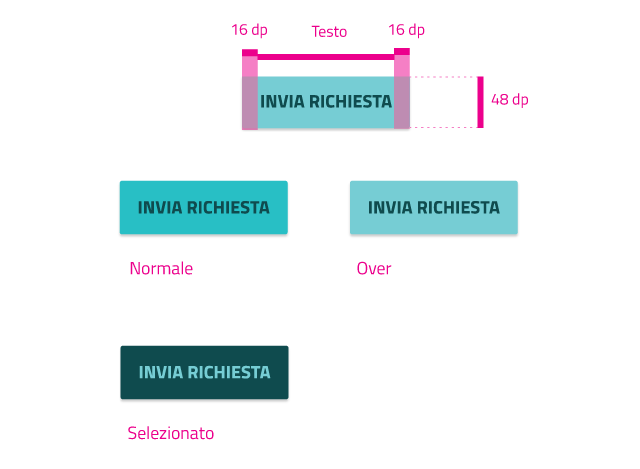 16 dp Testo 16 dp
INVIA RICHIESTA
48 dp
INVIA RICHIESTA
INVIA RICHIESTA
Normale
Over
INVIA RICHIESTA
Selezionato